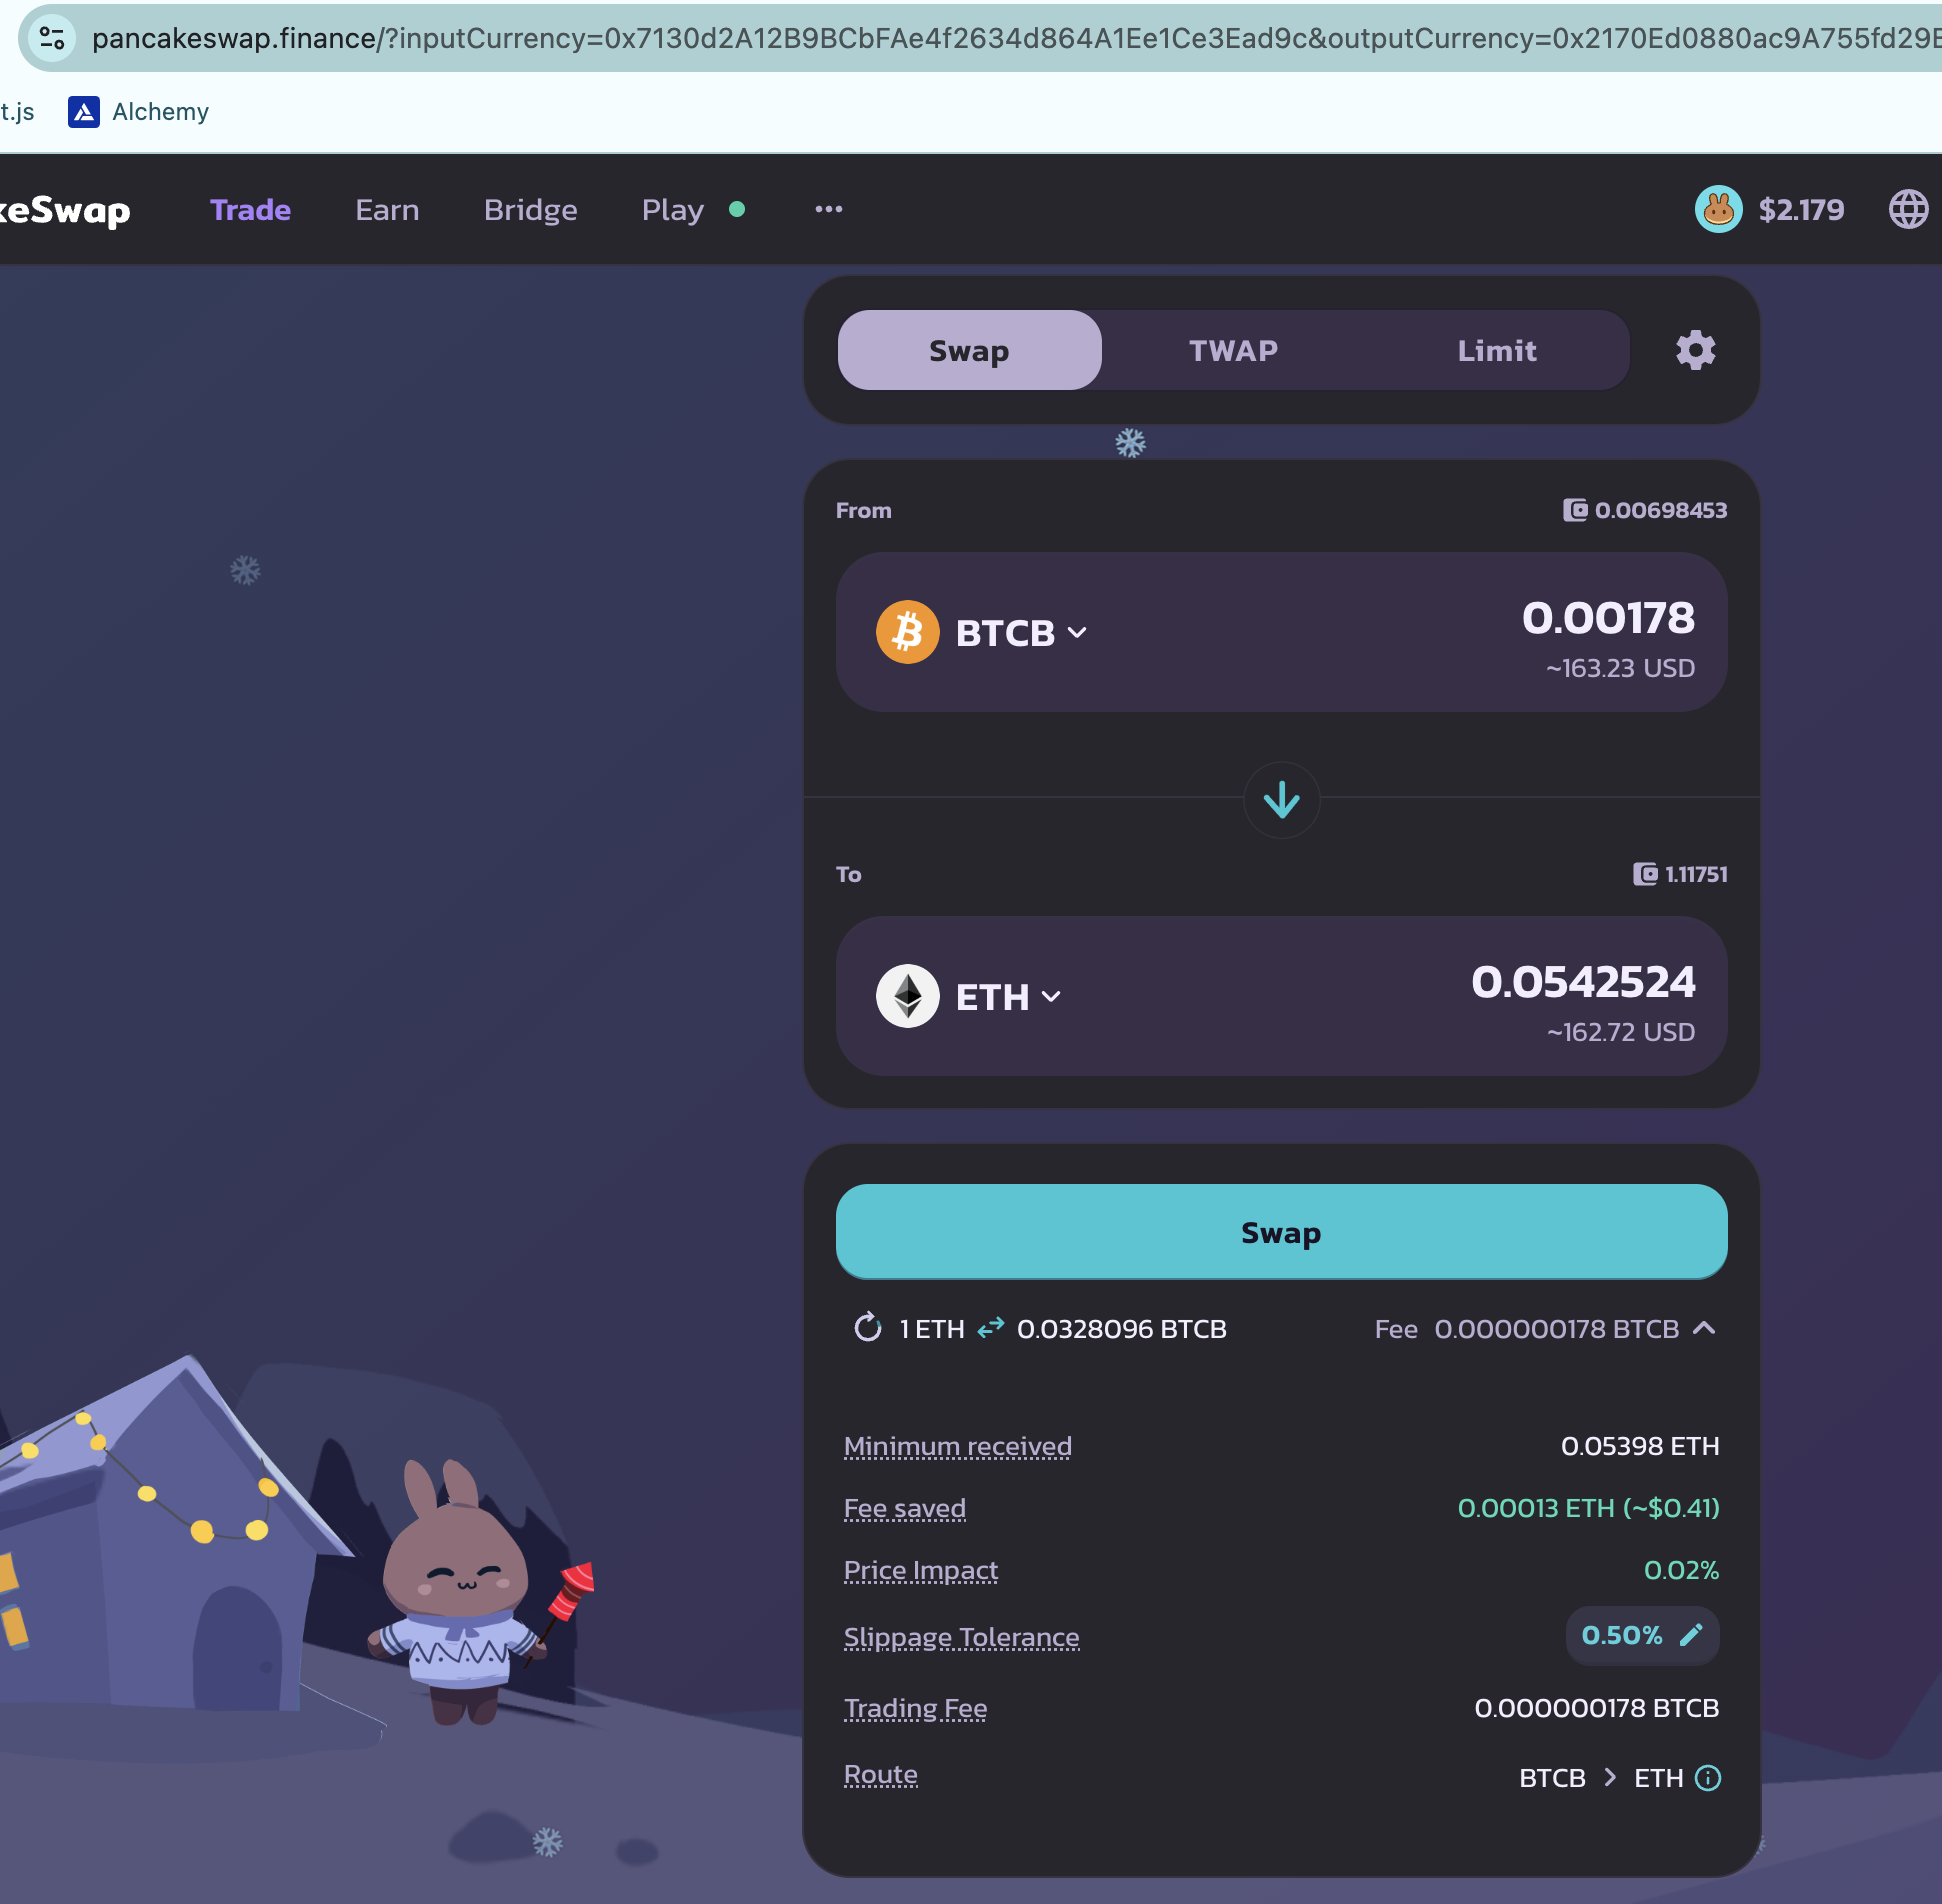 pancakeswap.finance/?inputCurrency=0x7130d2A12B9BCbFAe4f2634d864A1Ee1Ce3Ead9c&outputCurrency=0x2170Ed0880ac9A755fd29B
t.js Alchemy
keSwap Trade Earn Bridge Play ••• $2.179
Swap TWAP Limit
From 0.00698453
BTCB 0.00178
~163.23 USD
To 1.11751
ETH 0.0542524
~162.72 USD
Swap
1 ETH 0.0328096 BTCB Fee 0.000000178 BTCB
Minimum received 0.05398 ETH
Fee saved 0.00013 ETH (~$0.41)
Price Impact 0.02%
Slippage Tolerance 0.50%
Trading Fee 0.000000178 BTCB
Route BTCB > ETH